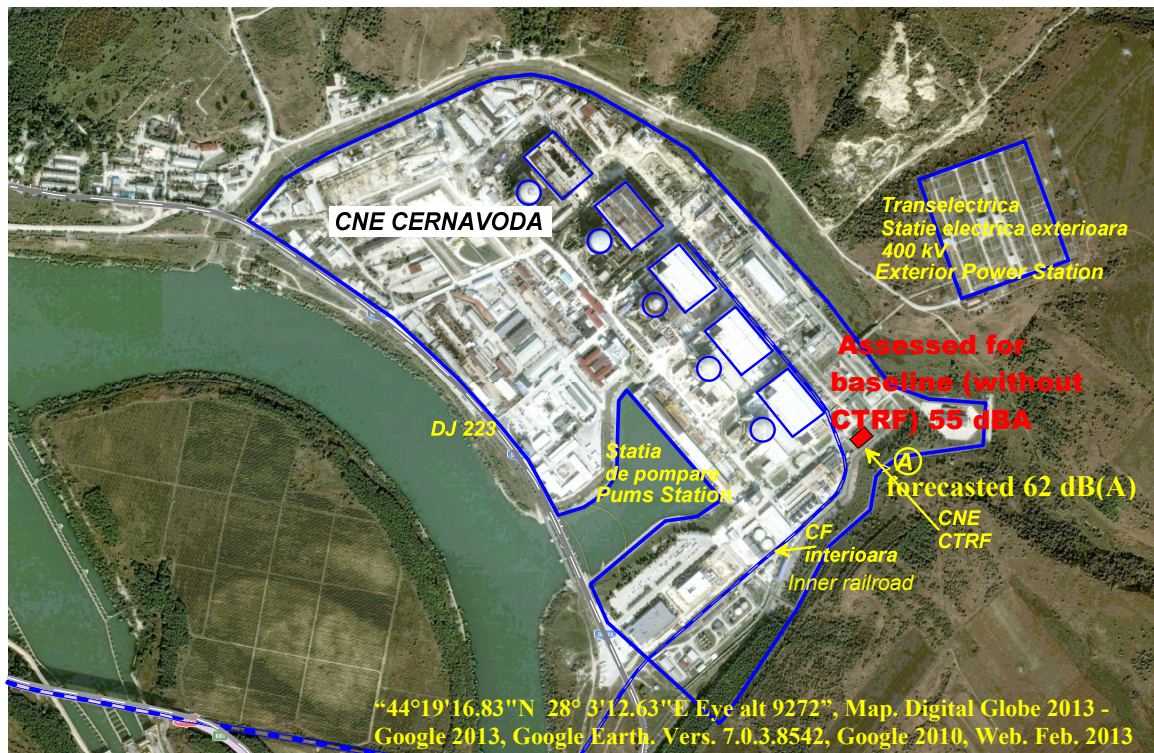 CNE CERNAVODA
Transelectrica
Statie electrica exterioara
400 kV
Exterior Power Station
Assessed for
baseline (without
CTRF) 55 dBA
A
forecasted 62 dB(A)
CNE
CTRF
DJ 223
Statia
de pompare
Pums Station
CF
interioara
Inner railroad
“44°19'16.83"N 28° 3'12.63"E Eye alt 9272”, Map. Digital Globe 2013 -
Google 2013, Google Earth. Vers. 7.0.3.8542, Google 2010, Web. Feb. 2013